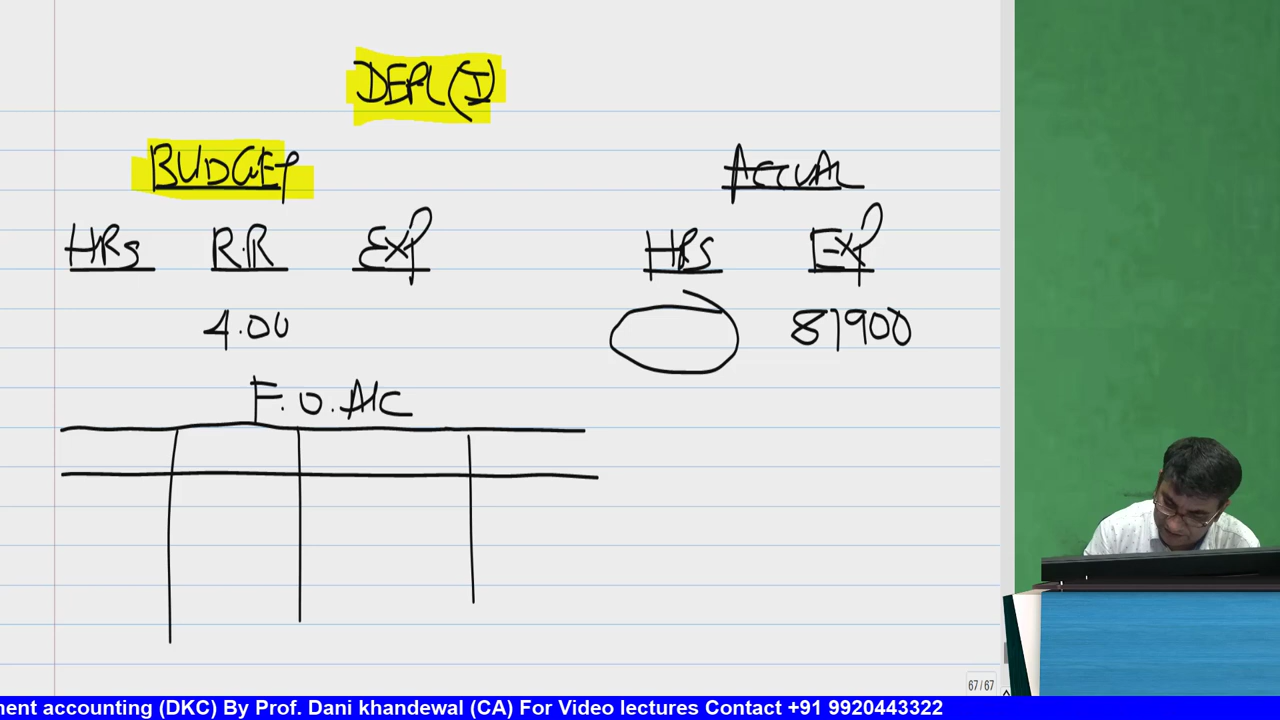 DEPL (I)
BUDGET
ACTUAL
HRS R.R EXP
HRS EXP
4.00
87900
F.O. A/C
67/67
nent accounting (DKC) By Prof. Dani khandewal (CA) For Video lectures Contact +91 9920443322